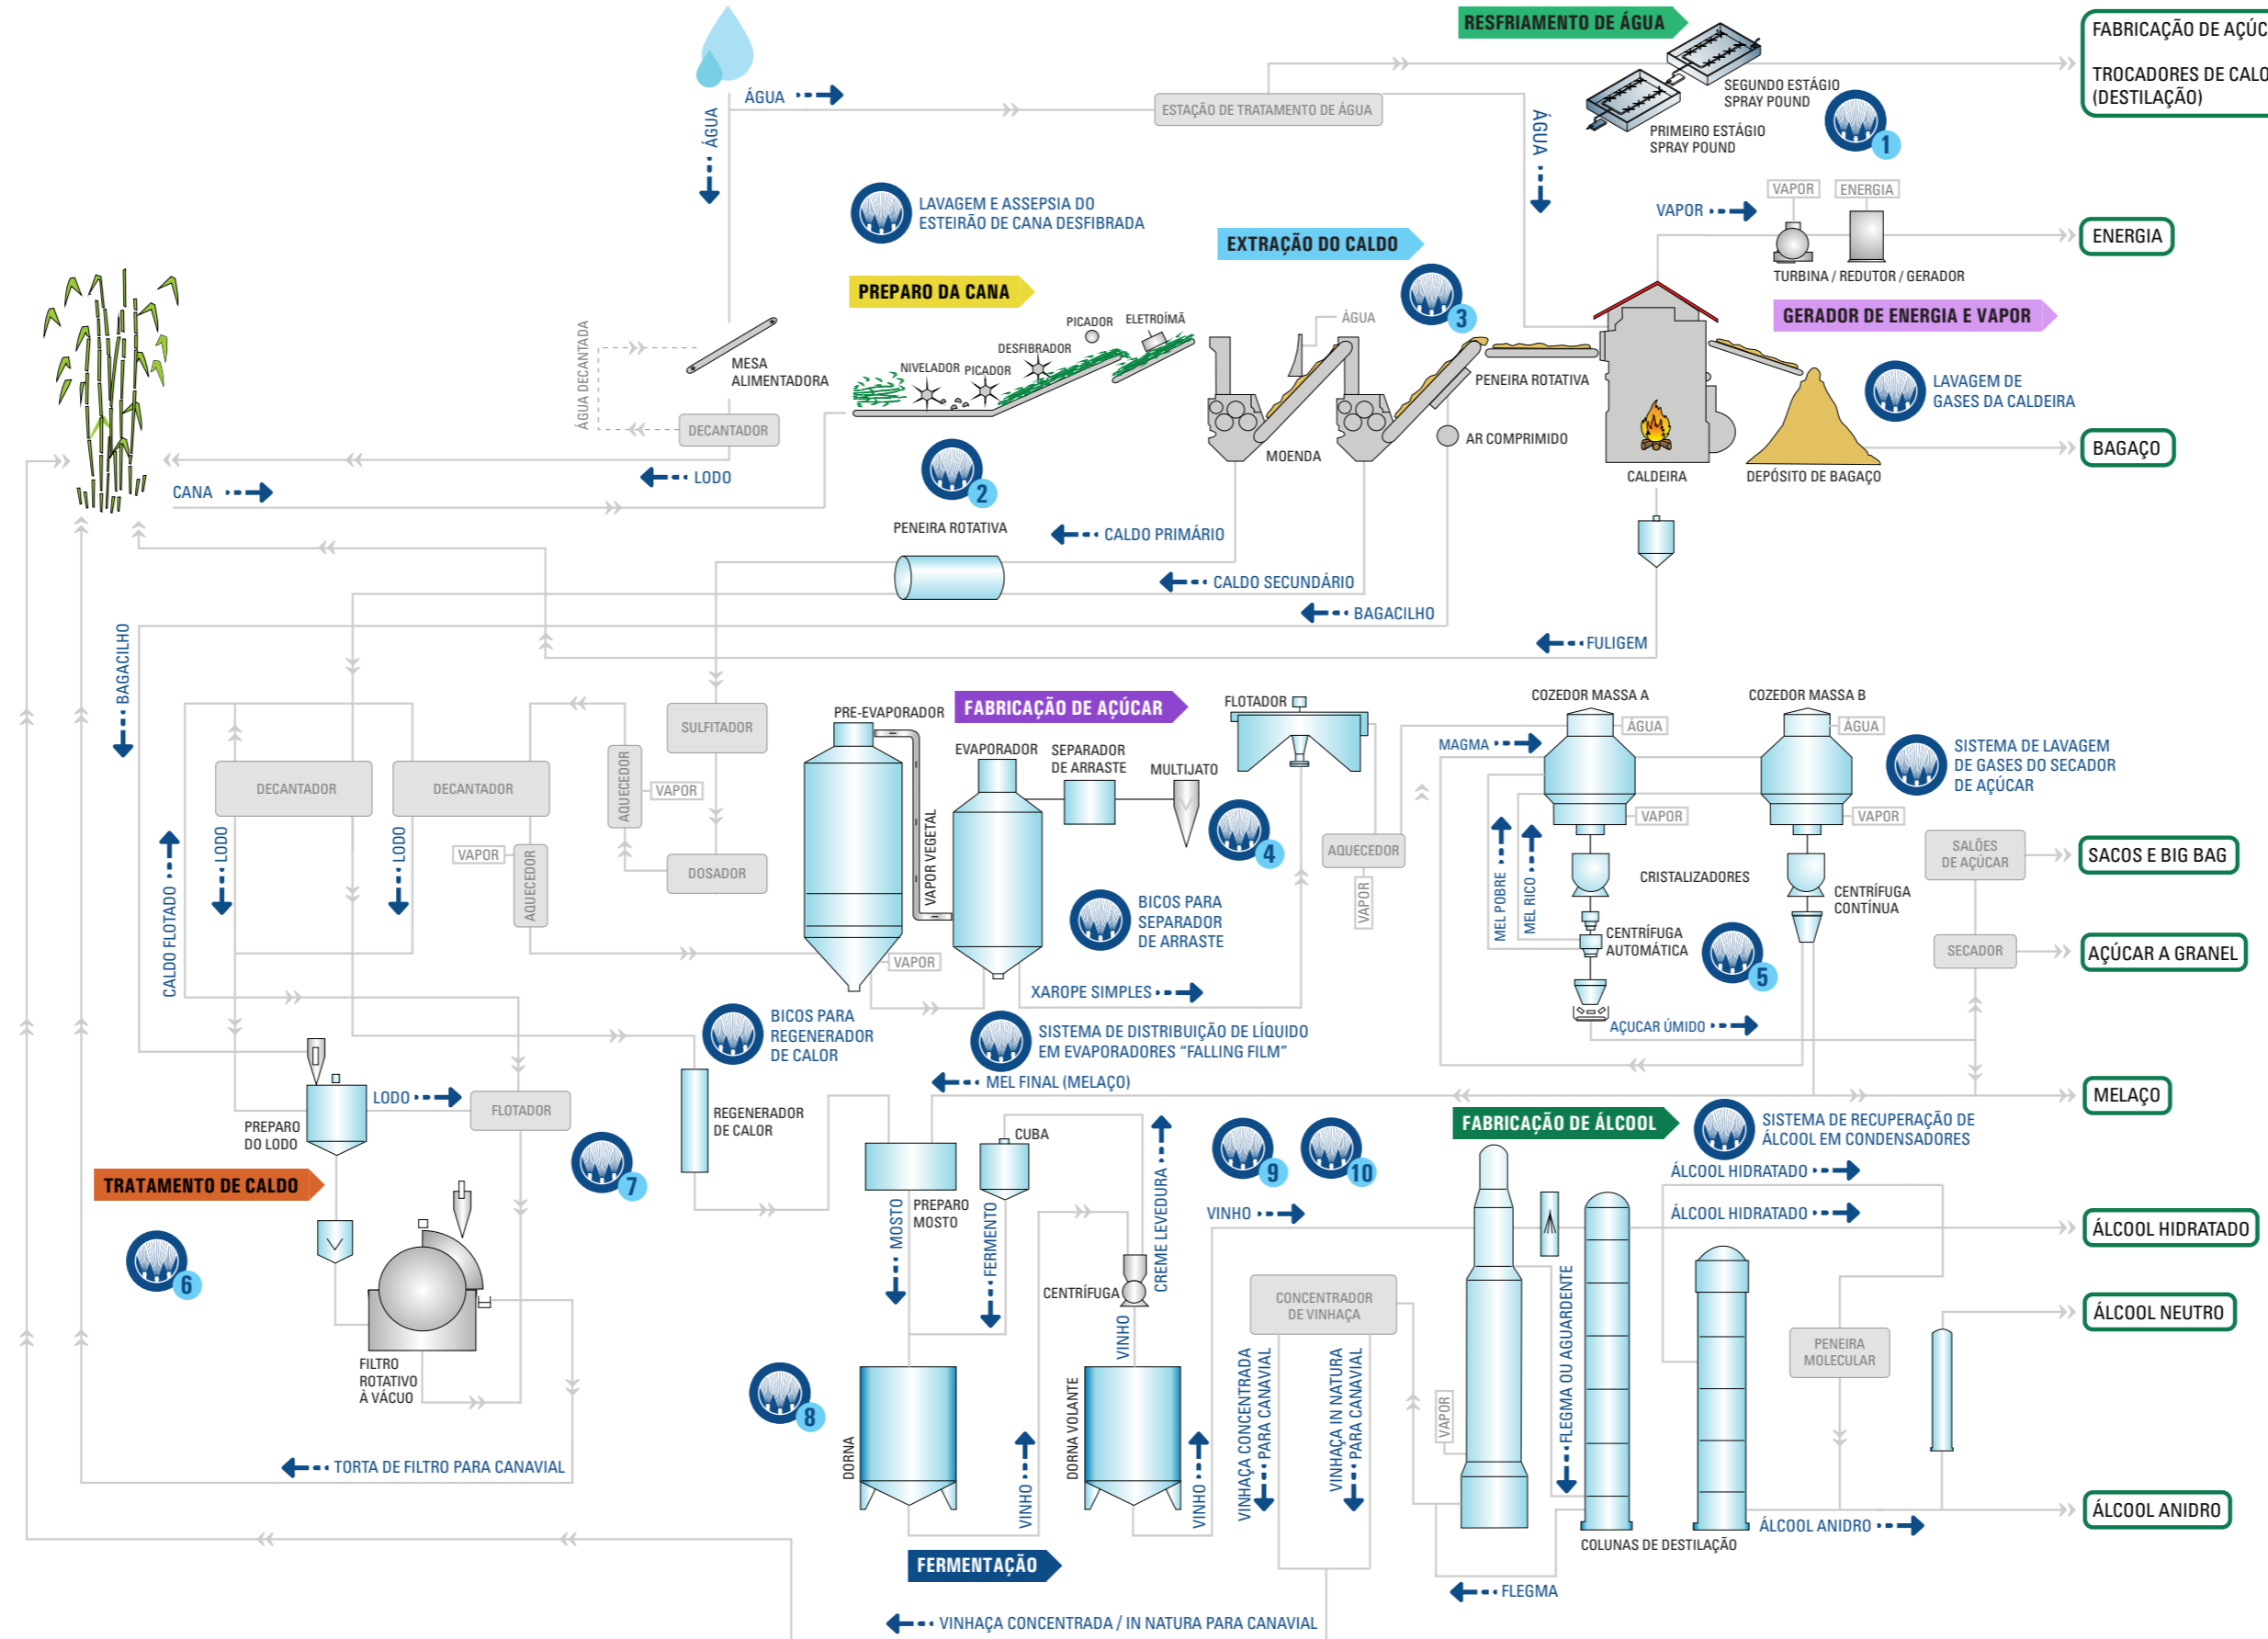 RESFRIAMENTO DE ÁGUA
FABRICAÇÃO DE AÇÚC
TROCADORES DE CALO
(DESTILAÇÃO)
ÁGUA
ÁGUA
ESTAÇÃO DE TRATAMENTO DE ÁGUA
ÁGUA
SEGUNDO ESTÁGIO
SPRAY POUND
PRIMEIRO ESTÁGIO
SPRAY POUND
1
LAVAGEM E ASSEPSIA DO
ESTEIRÃO DE CANA DESFIBRADA
VAPOR
ENERGIA
VAPOR
ENERGIA
TURBINA / REDUTOR / GERADOR
EXTRAÇÃO DO CALDO
PREPARO DA CANA
3
ÁGUA
GERADOR DE ENERGIA E VAPOR
ÁGUA DECANTADA
MESA
ALIMENTADORA
NIVELADOR
PICADOR
DESFIBRADOR
PICADOR
ELETROÍMÃ
PENEIRA ROTATIVA
LAVAGEM DE
GASES DA CALDEIRA
DECANTADOR
AR COMPRIMIDO
MOENDA
CALDEIRA
DEPÓSITO DE BAGAÇO
BAGAÇO
LODO
CANA
2
PENEIRA ROTATIVA
CALDO PRIMÁRIO
CALDO SECUNDÁRIO
BAGACILHO
FULIGEM
BAGACILHO
SULFITADOR
PRE-EVAPORADOR
FABRICAÇÃO DE AÇÚCAR
FLOTADOR
COZEDOR MASSA A
COZEDOR MASSA B
ÁGUA
ÁGUA
MAGMA
EVAPORADOR
SEPARADOR
DE ARRASTE
MULTIJATO
SISTEMA DE LAVAGEM
DE GASES DO SECADOR
DE AÇÚCAR
DECANTADOR
DECANTADOR
AQUECEDOR
VAPOR
VAPOR VEGETAL
4
AQUECEDOR
VAPOR
VAPOR
VAPOR
LODO
LODO
CALDO FLOTADO
VAPOR
AQUECEDOR
DOSADOR
MEL POBRE
MEL RICO
CRISTALIZADORES
CENTRÍFUGA
CONTÍNUA
SALÕES
DE AÇÚCAR
SACOS E BIG BAG
BICOS PARA
SEPARADOR
DE ARRASTE
CENTRÍFUGA
AUTOMÁTICA
5
SECADOR
AÇÚCAR A GRANEL
VAPOR
XAROPE SIMPLES
BICOS PARA
REGENERADOR
DE CALOR
SISTEMA DE DISTRIBUIÇÃO DE LÍQUIDO
EM EVAPORADORES “FALLING FILM”
AÇUCAR ÚMIDO
MEL FINAL (MELAÇO)
MELAÇO
LODO
FLOTADOR
PREPARO
DO LODO
REGENERADOR
DE CALOR
CUBA
FABRICAÇÃO DE ÁLCOOL
SISTEMA DE RECUPERAÇÃO DE
ÁLCOOL EM CONDENSADORES
TRATAMENTO DE CALDO
7
9
10
ÁLCOOL HIDRATADO
PREPARO
MOSTO
MOSTO
FERMENTO
CREME LEVEDURA
VINHO
ÁLCOOL HIDRATADO
ÁLCOOL HIDRATADO
6
CENTRÍFUGA
CONCENTRADOR
DE VINHAÇA
FLEGMA OU AGUARDENTE
ÁLCOOL NEUTRO
PENEIRA
MOLECULAR
FILTRO
ROTATIVO
À VÁCUO
VINHO
VINHAÇA CONCENTRADA
PARA CANAVIAL
VINHAÇA IN NATURA
PARA CANAVIAL
VAPOR
8
DORNA
VINHO
DORNA VOLANTE
VINHO
TORTA DE FILTRO PARA CANAVIAL
ÁLCOOL ANIDRO
ÁLCOOL ANIDRO
COLUNAS DE DESTILAÇÃO
FERMENTAÇÃO
FLEGMA
VINHAÇA CONCENTRADA / IN NATURA PARA CANAVIAL